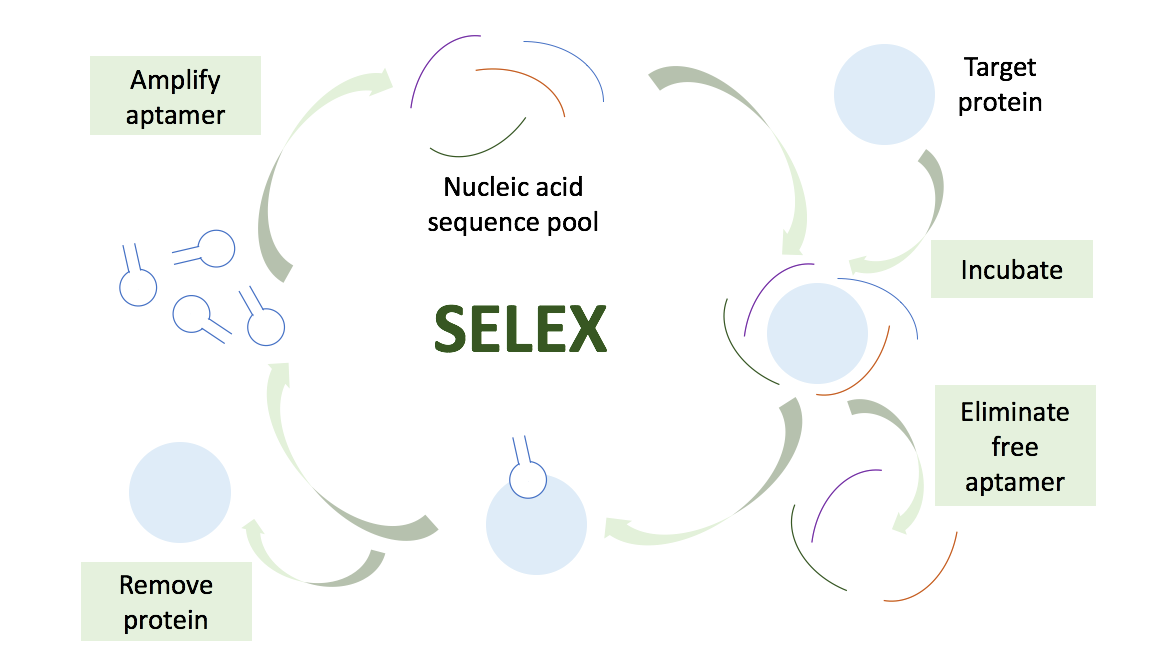 Amplify
aptamer
Nucleic acid
sequence pool
Target
protein
Incubate
SELEX
Eliminate
free
aptamer
Remove
protein